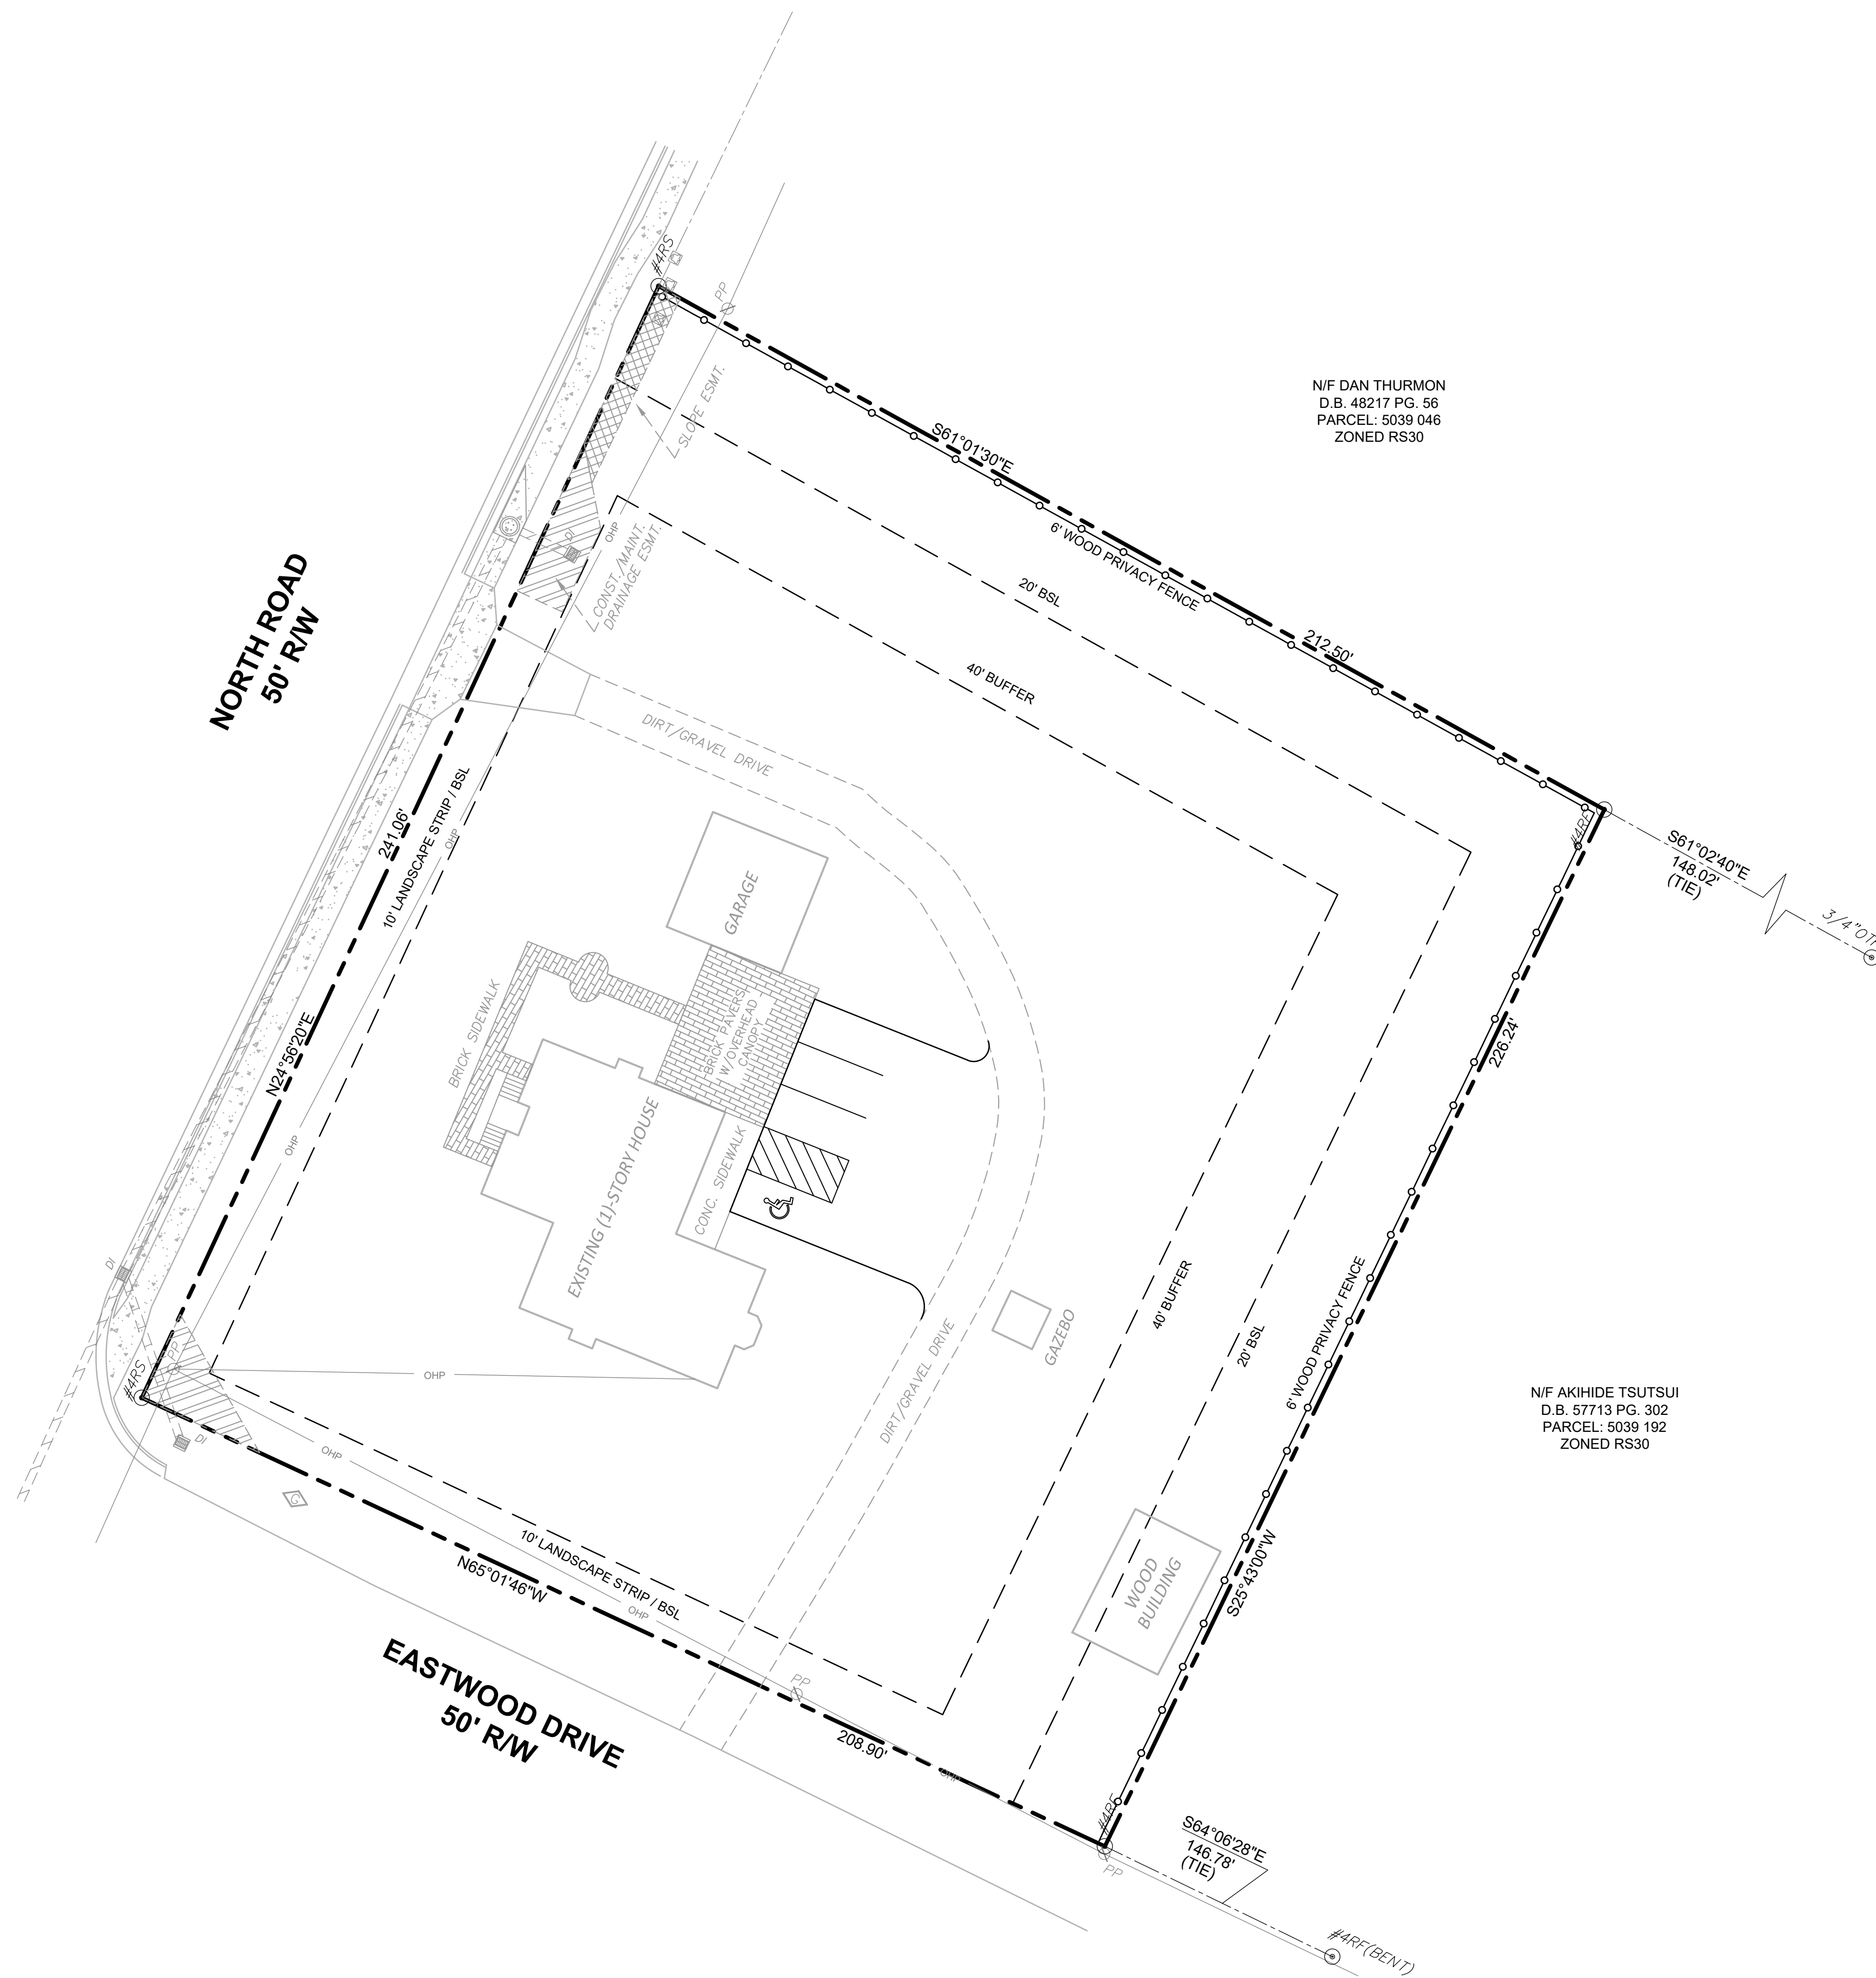 #4RS
PP
SLOPE ESMT.
N/F DAN THURMON
D.B. 48217 PG. 56
PARCEL: 5039 046
ZONED RS30
S61°01'30"E
6' WOOD PRIVACY FENCE
212.50'
20' BSL
40' BUFFER
OHP
DI
CONST./MAINT.
DRAINAGE ESMT.
NORTH ROAD
50' R/W
DIRT/GRAVEL DRIVE
241.06'
10' LANDSCAPE STRIP / BSL
OHP
N24°56'20"E
OHP
GARAGE
BRICK SIDEWALK
BRICK PAVERS
W/OVERHEAD
CANOPY
EXISTING (1)-STORY HOUSE
CONC. SIDEWALK
#4RF
S61°02'40"E
148.02'
(TIE)
226.24'
40' BUFFER
20' BSL
6' WOOD PRIVACY FENCE
S25°43'00"W
GAZEBO
DIRT/GRAVEL DRIVE
WOOD
BUILDING
N/F AKIHIDE TSUTSUI
D.B. 57713 PG. 302
PARCEL: 5039 192
ZONED RS30
DI
PP
#4RS
DI
G
OHP
OHP
N65°01'46"W
10' LANDSCAPE STRIP / BSL
OHP
PP
208.90'
OHP
EASTWOOD DRIVE
50' R/W
#4RF
PP
S64°06'28"E
146.78'
(TIE)
#4RF(BENT)